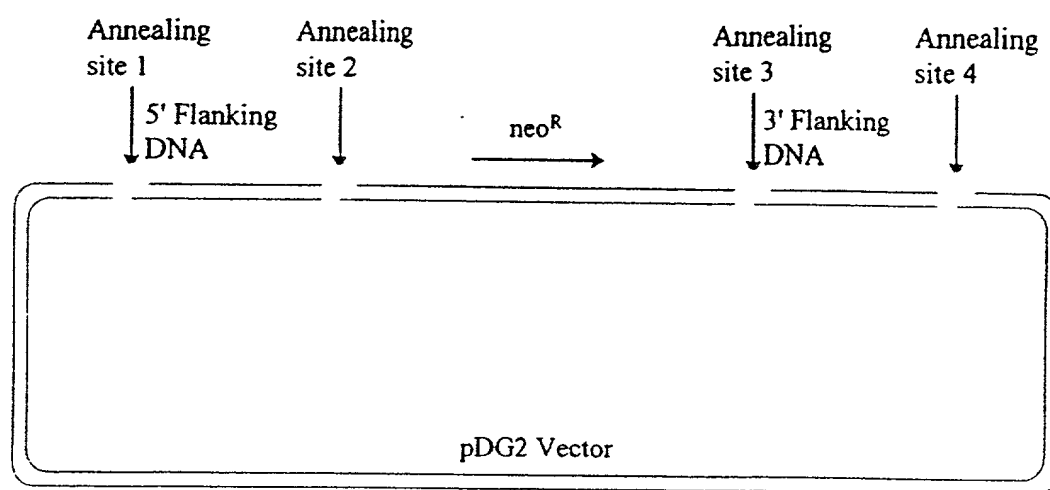 Annealing
site 1
Annealing
site 2
Annealing
site 3
Annealing
site 4
5' Flanking
DNA
neoR
3' Flanking
DNA
pDG2 Vector